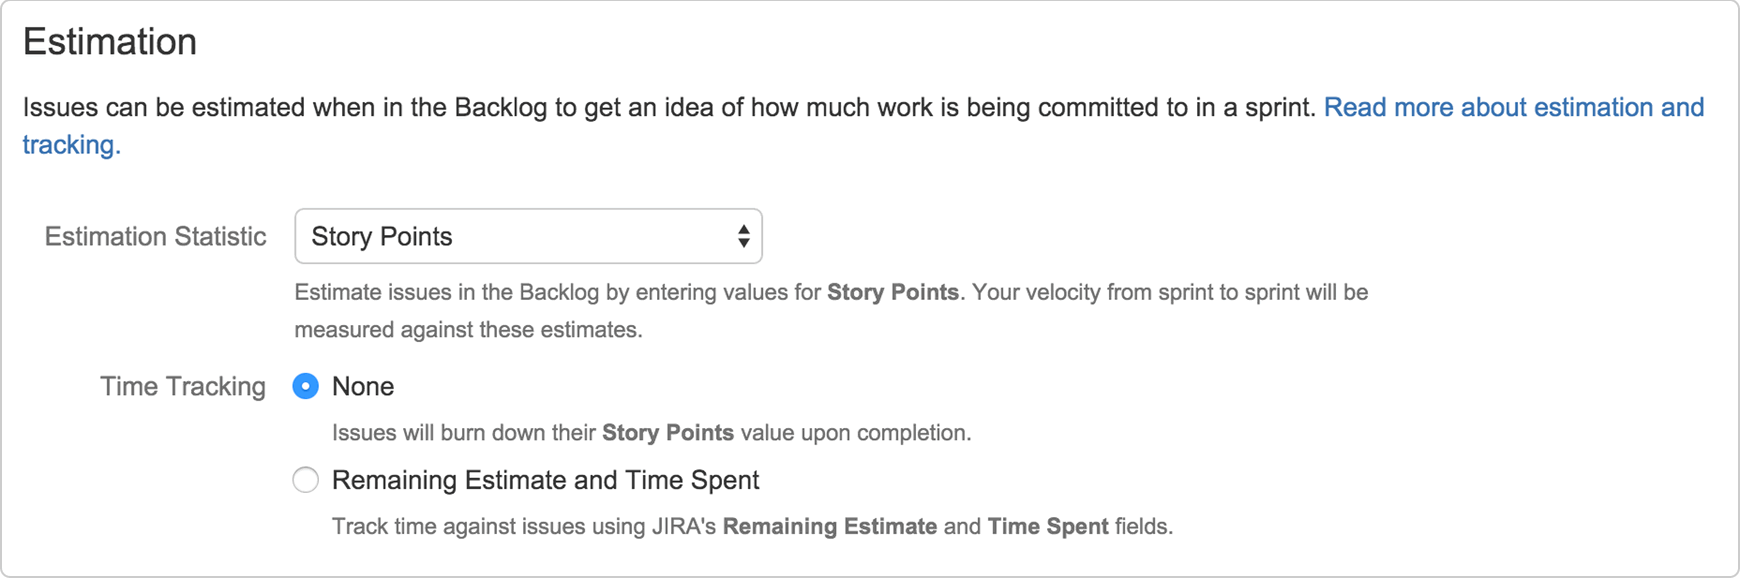 Estimation
Issues can be estimated when in the Backlog to get an idea of how much work is being committed to in a sprint. Read more about estimation and
tracking.
Estimation Statistic Story Points
Estimate issues in the Backlog by entering values for Story Points. Your velocity from sprint to sprint will be
measured against these estimates.
Time Tracking None
Issues will burn down their Story Points value upon completion.
Remaining Estimate and Time Spent
Track time against issues using JIRA's Remaining Estimate and Time Spent fields.